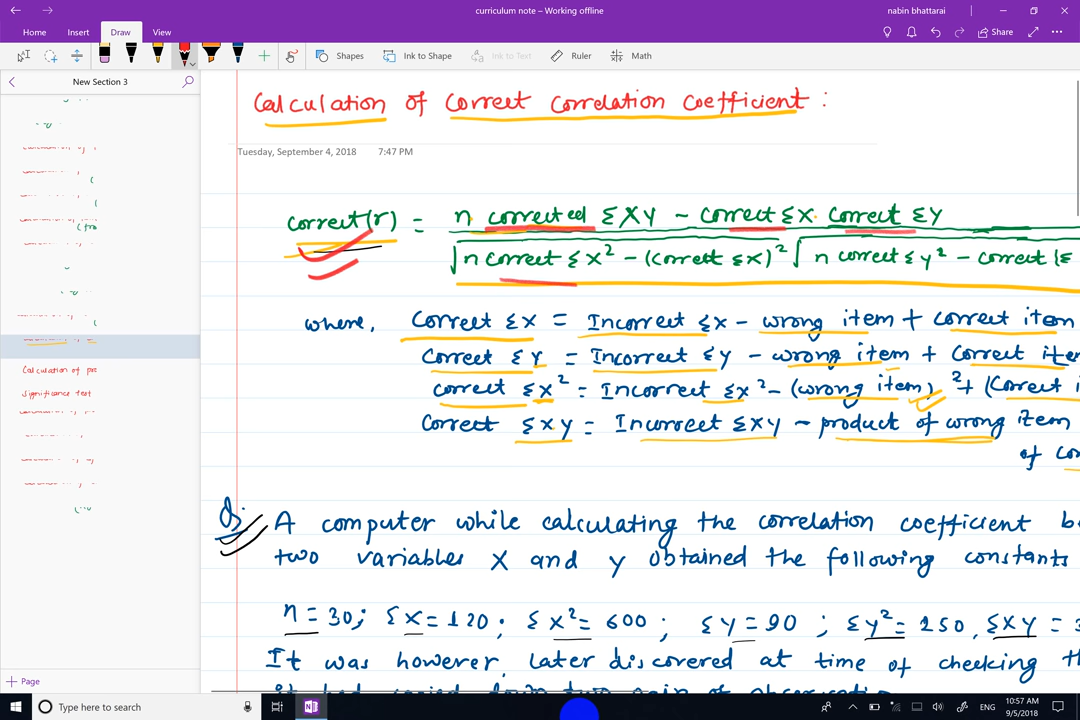 curriculum note – Working offline
nabin bhattarai
Home Insert Draw View
Share
Shapes Ink to Shape Ink to Text Ruler Math
New Section 3
Calculation of Correct Correlation Coefficient :
Tuesday, September 4, 2018 7:47 PM
correct(r) = n corrected ΣXY - Correct ΣX. Correct ΣY
√n Correct ΣX² - (Correct ΣX)² √n correct Σy² - correct (Σ
where, Correct Σx = Incorrect Σx - wrong item + correct item
Correct ΣY = Incorrect Σy - wrong item + Correct
correct Σx² = Incorrect Σx² - (wrong item)² + (Correct
Correct ΣXY = Incorrect ΣXY - product of wrong item
of
Calculation of
Significance test
Q. A computer while calculating the correlation coefficient
two variables X and y obtained the following constants
n = 30; Σx = 120; Σx² = 600; Σy = 90; Σy² = 250, Σxy =
It was however, later discovered at time of checking
+ Page
Type here to search
ENG
10:57 AM
9/5/2018